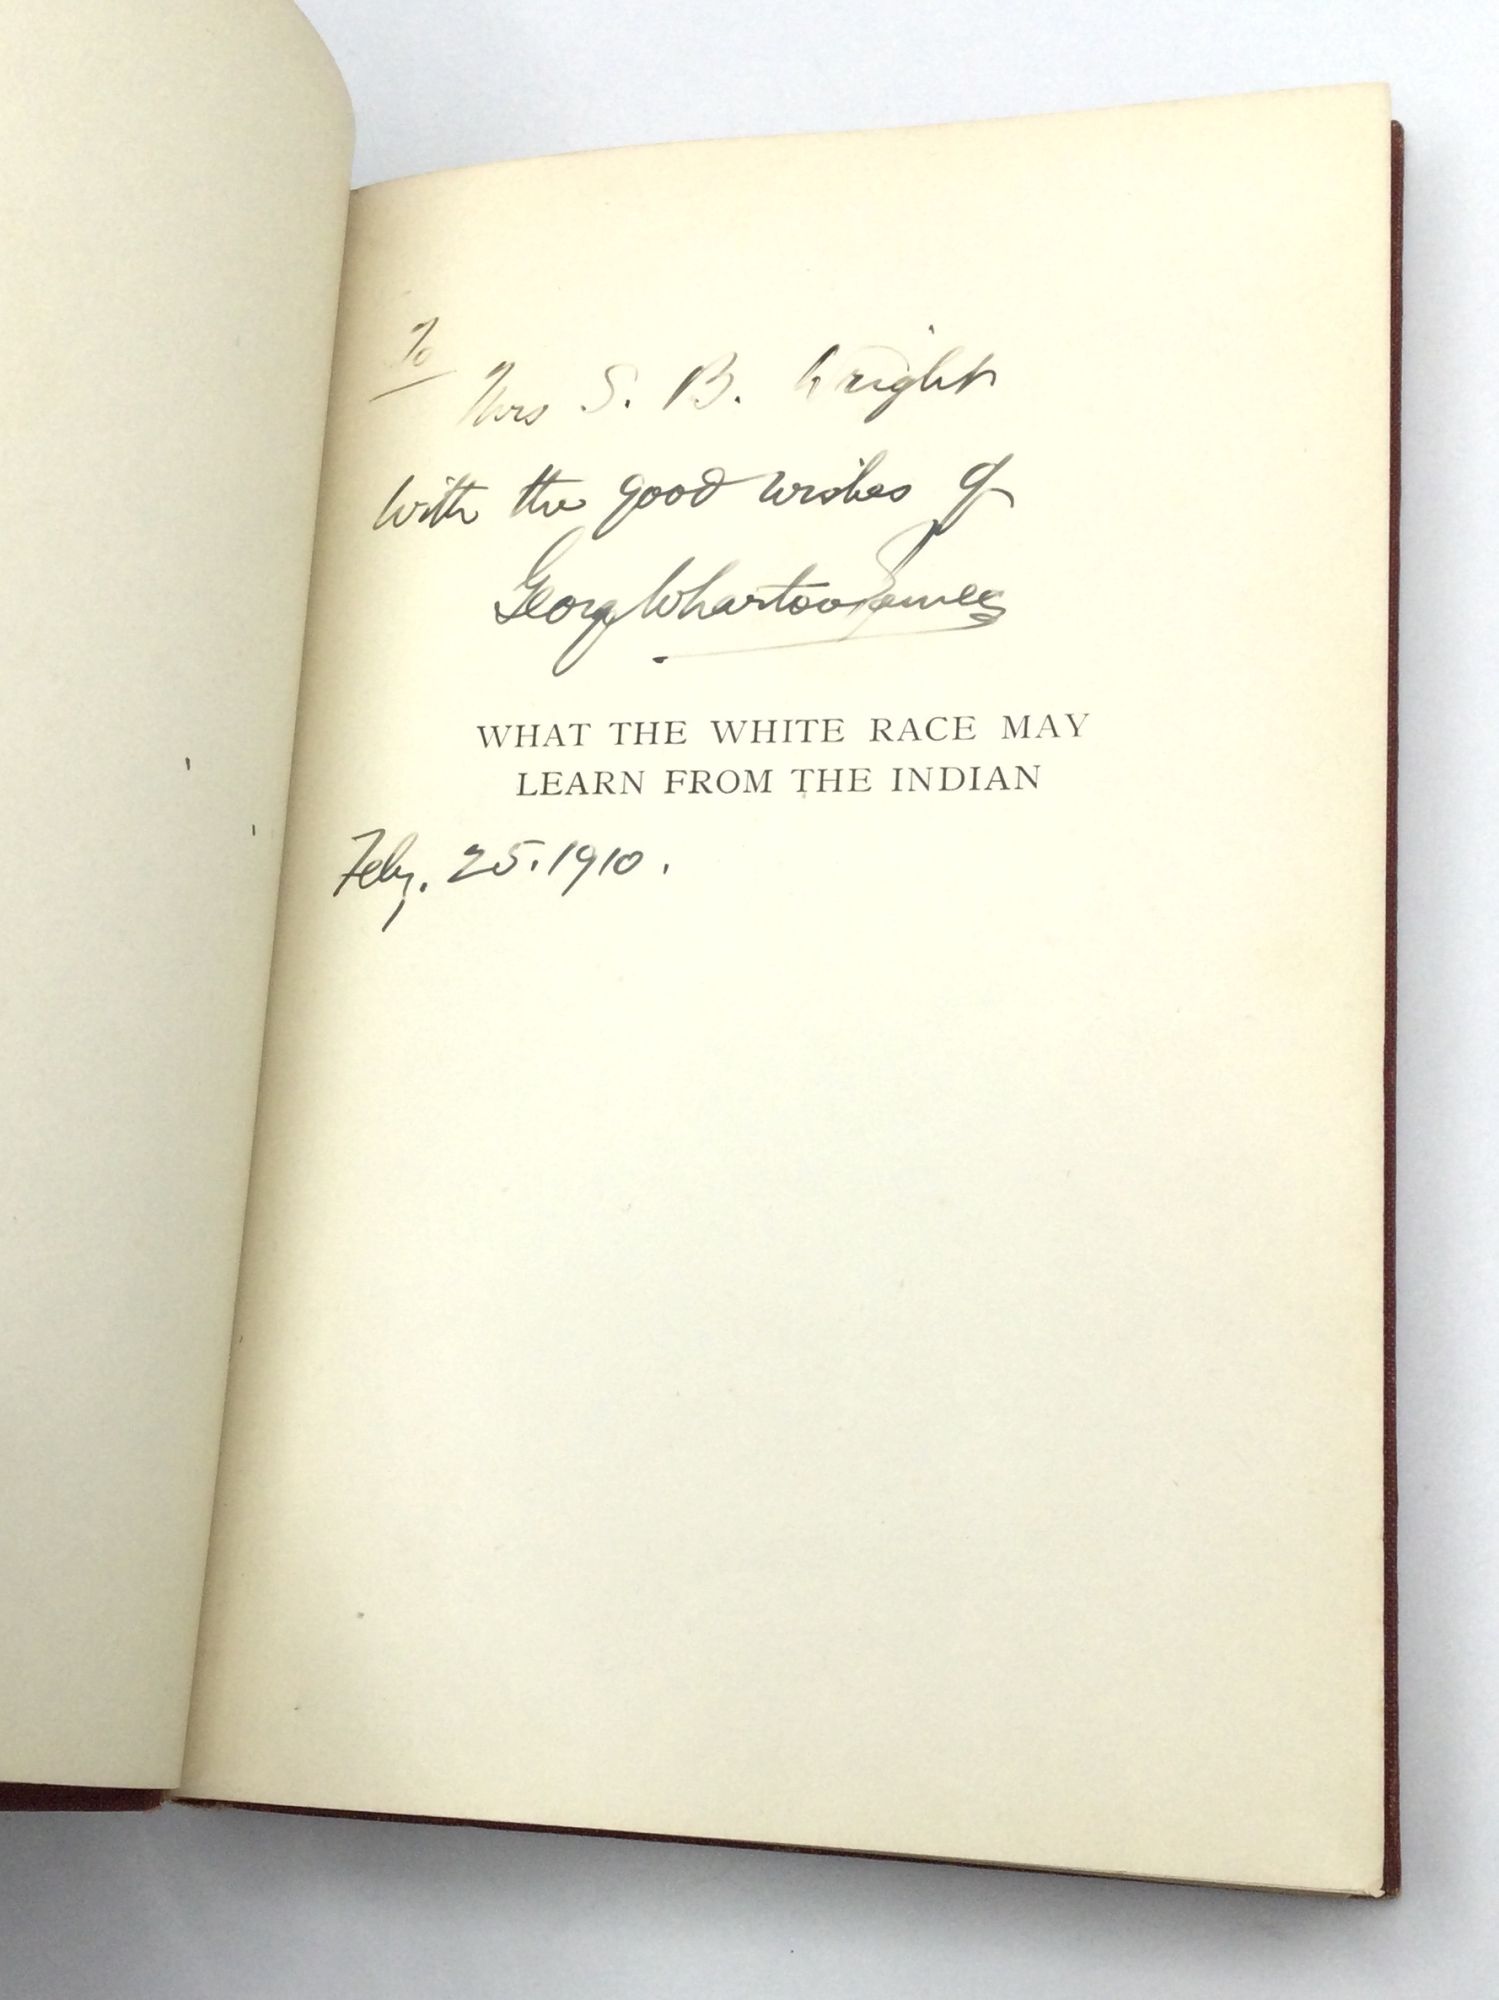 To
Mrs S. B. Wright
With the good wishes of
George Wharton James
WHAT THE WHITE RACE MAY
LEARN FROM THE INDIAN
Feby. 25. 1910.